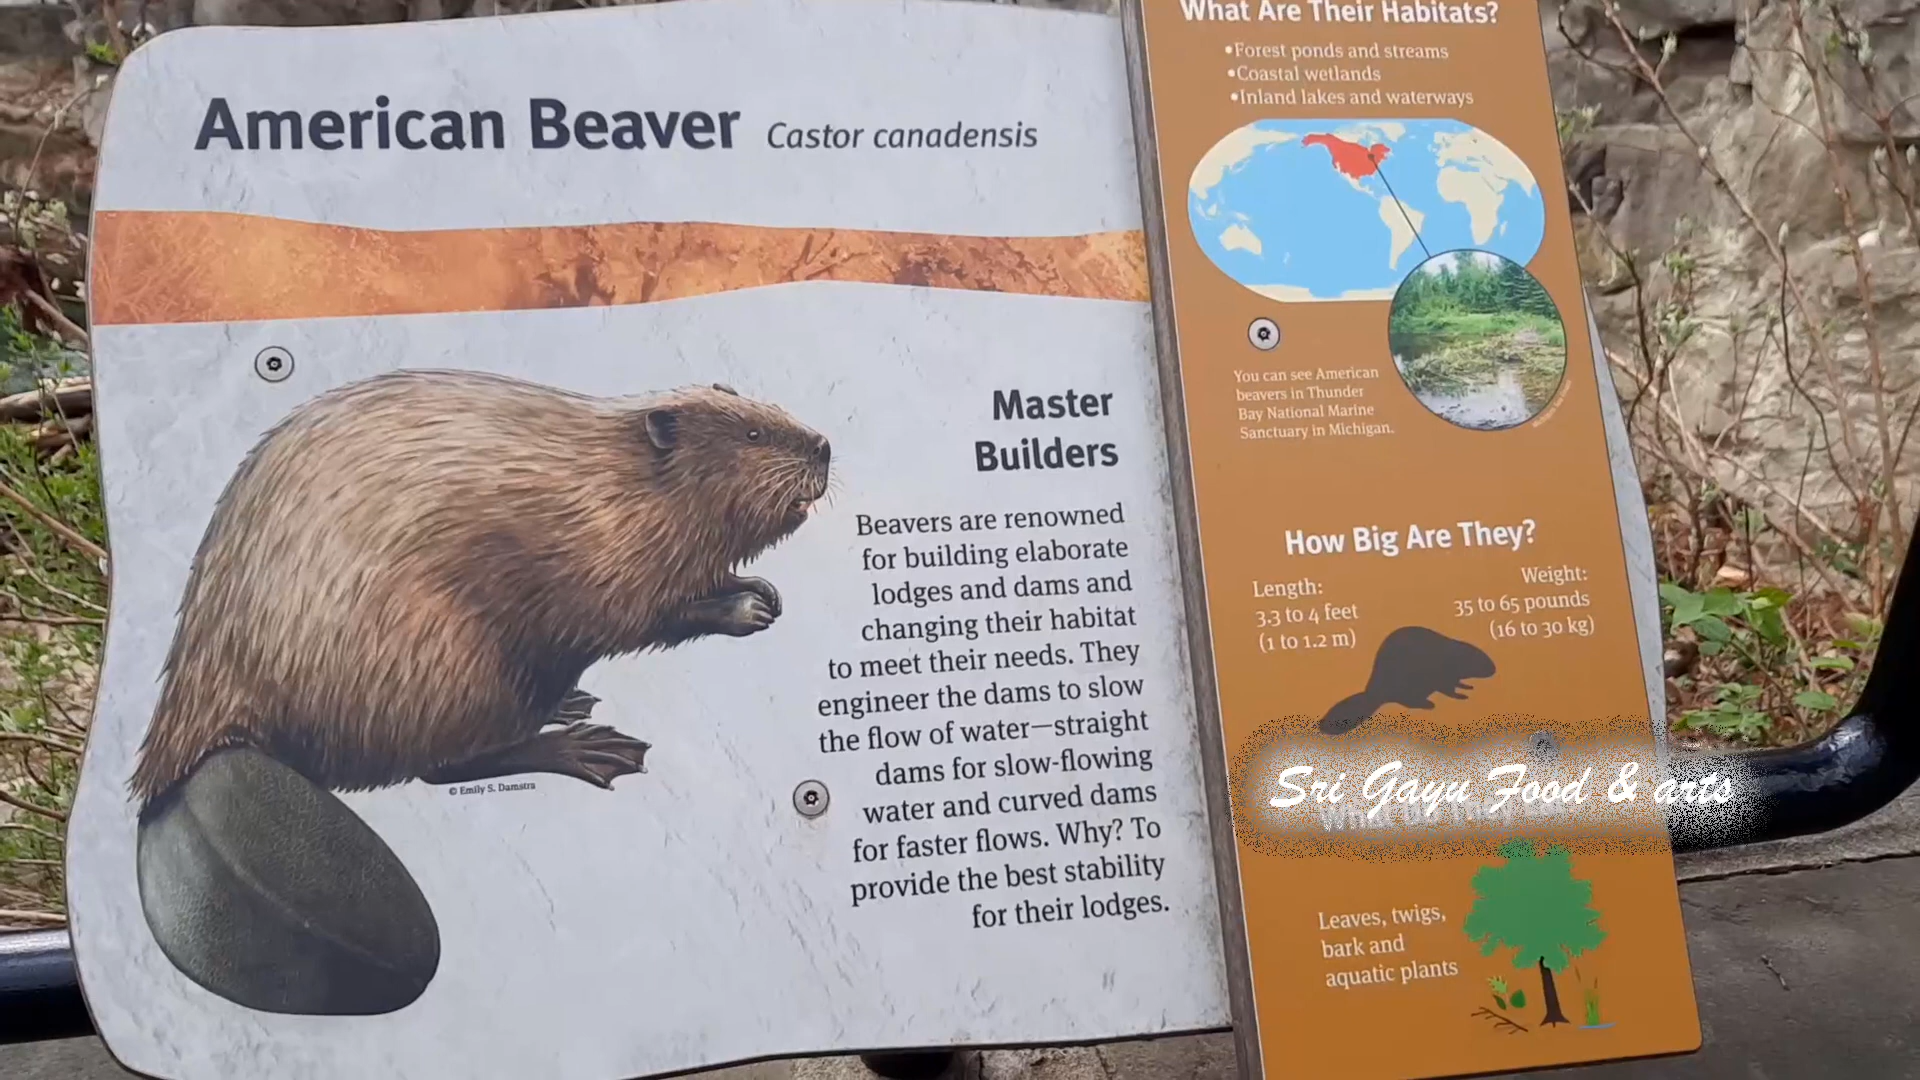 American Beaver Castor canadensis
Master
Builders
Beavers are renowned
for building elaborate
lodges and dams and
changing their habitat
to meet their needs. They
engineer the dams to slow
the flow of water—straight
dams for slow-flowing
water and curved dams
for faster flows. Why? To
provide the best stability
for their lodges.
© Emily S. Damstra
What Are Their Habitats?
•Forest ponds and streams
•Coastal wetlands
•Inland lakes and waterways
You can see American
beavers in Thunder
Bay National Marine
Sanctuary in Michigan.
How Big Are They?
Length:
3.3 to 4 feet
(1 to 1.2 m)
Weight:
35 to 65 pounds
(16 to 30 kg)
Sri Gayu Food & arts
Leaves, twigs,
bark and
aquatic plants